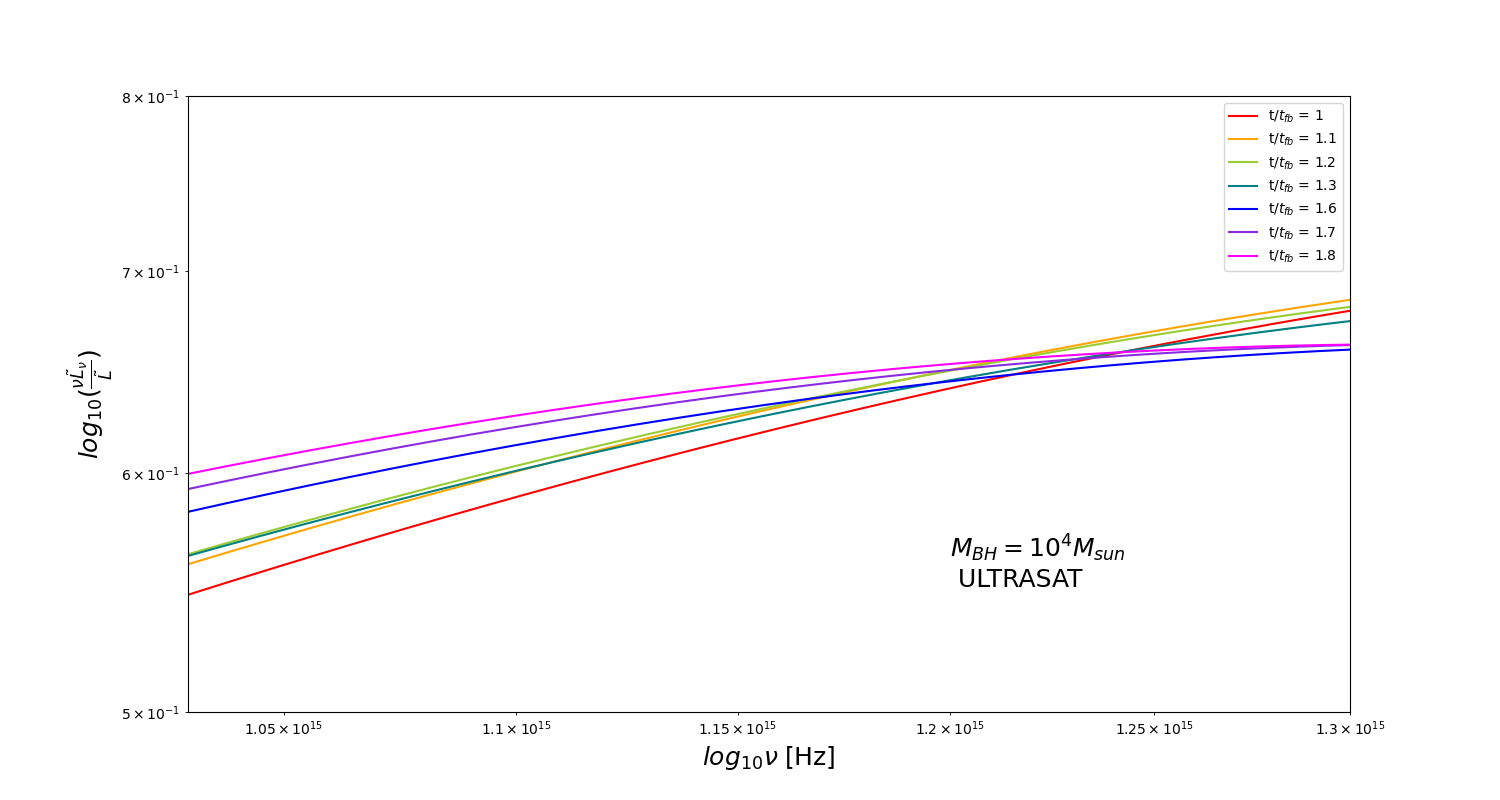 8 × 10⁻¹
7 × 10⁻¹
6 × 10⁻¹
5 × 10⁻¹
log₁₀(νL̃_ν/L̃)
t/t_fb = 1
t/t_fb = 1.1
t/t_fb = 1.2
t/t_fb = 1.3
t/t_fb = 1.6
t/t_fb = 1.7
t/t_fb = 1.8
M_BH = 10⁴M_sun
ULTRASAT
1.05 × 10¹⁵ 1.1 × 10¹⁵ 1.15 × 10¹⁵ 1.2 × 10¹⁵ 1.25 × 10¹⁵ 1.3 × 10¹⁵
log₁₀ν [Hz]